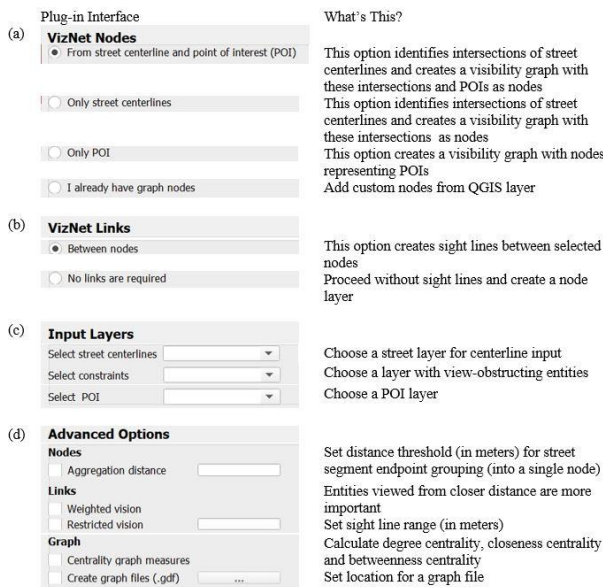 Plug-in Interface What's This?
(a) VizNet Nodes
From street centerline and point of interest (POI) This option identifies intersections of street
centerlines and creates a visibility graph with
these intersections and POIs as nodes
Only street centerlines This option identifies intersections of street
centerlines and creates a visibility graph with
these intersections as nodes
Only POI This option creates a visibility graph with nodes
representing POIs
I already have graph nodes Add custom nodes from QGIS layer
(b) VizNet Links
Between nodes This option creates sight lines between selected
nodes
No links are required Proceed without sight lines and create a node
layer
(c) Input Layers
Select street centerlines Choose a street layer for centerline input
Select constraints Choose a layer with view-obstructing entities
Select POI Choose a POI layer
(d) Advanced Options
Nodes Set distance threshold (in meters) for street
Aggregation distance segment endpoint grouping (into a single node)
Links Entities viewed from closer distance are more
Weighted vision important
Restricted vision Set sight line range (in meters)
Graph Calculate degree centrality, closeness centrality
Centrality graph measures and betweenness centrality
Create graph files (.gdf) ... Set location for a graph file